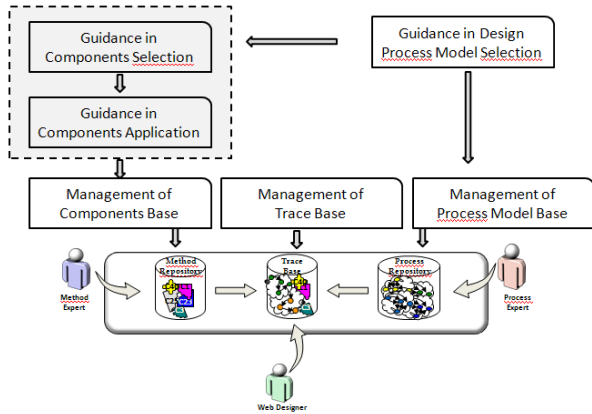 Guidance in
Components Selection
Guidance in Design
Process Model Selection
Guidance in
Components Application
Management of
Components Base
Management of
Trace Base
Management of
Process Model Base
Method
Repository
Trace
Base
Process
Repository
Method
Expert
Process
Expert
Web Designer